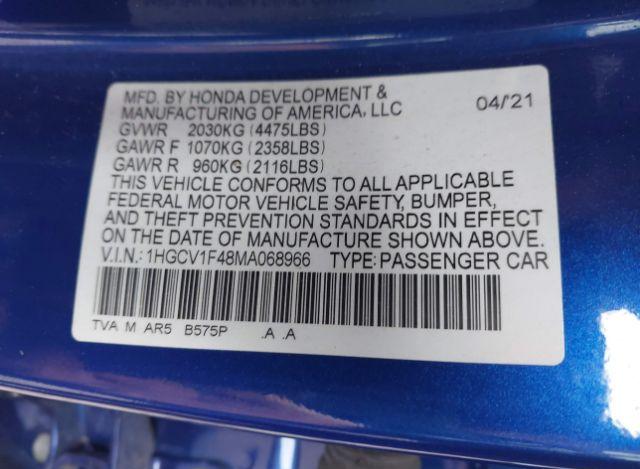 MFD. BY HONDA DEVELOPMENT &
MANUFACTURING OF AMERICA, LLC 04/'21
GVWR 2030KG (4475LBS)
GAWR F 1070KG (2358LBS)
GAWR R 960KG (2116LBS)
THIS VEHICLE CONFORMS TO ALL APPLICABLE
FEDERAL MOTOR VEHICLE SAFETY, BUMPER,
AND THEFT PREVENTION STANDARDS IN EFFECT
ON THE DATE OF MANUFACTURE SHOWN ABOVE.
V.I.N.: 1HGCV1F48MA068966 TYPE: PASSENGER CAR
TVA M AR5 B575P .A .A